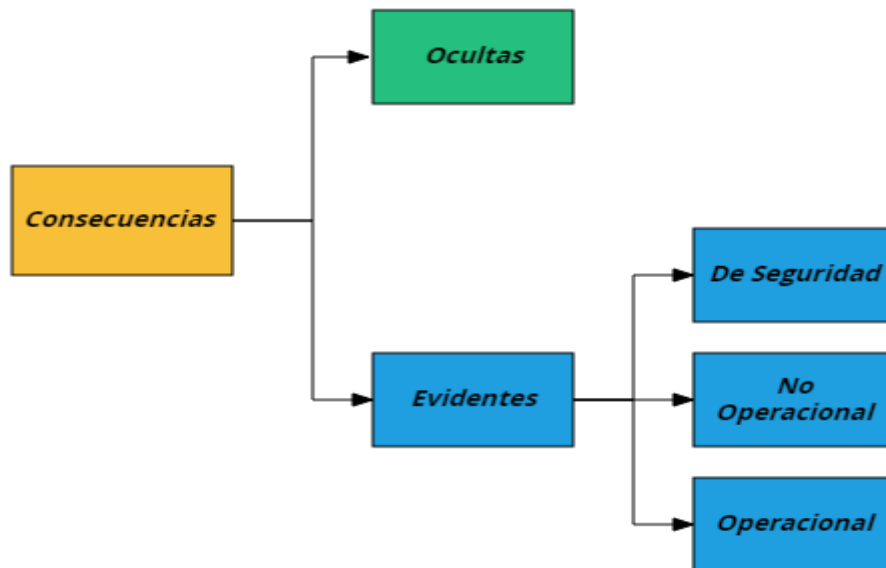 Ocultas
Consecuencias
De Seguridad
Evidentes
No
Operacional
Operacional